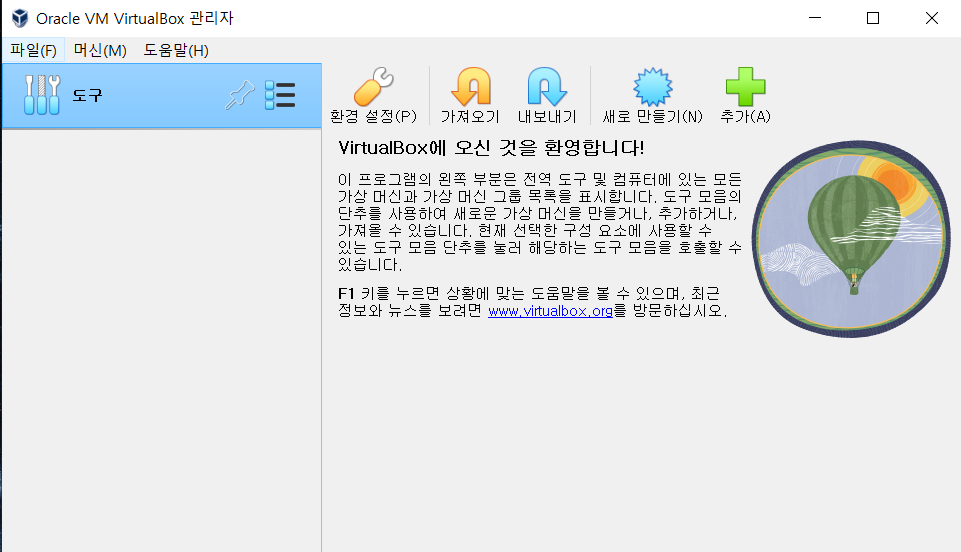 Oracle VM VirtualBox 관리자
파일(F) 머신(M) 도움말(H)
도구
환경 설정(P) 가져오기 내보내기 새로 만들기(N) 추가(A)
VirtualBox에 오신 것을 환영합니다!
이 프로그램의 왼쪽 부분은 전역 도구 및 컴퓨터에 있는 모든
가상 머신과 가상 머신 그룹 목록을 표시합니다. 도구 모음의
단추를 사용하여 새로운 가상 머신을 만들거나, 추가하거나,
가져올 수 있습니다. 현재 선택한 구성 요소에 사용할 수
있는 도구 모음 단추를 눌러 해당하는 도구 모음을 호출할 수
있습니다.
F1 키를 누르면 상황에 맞는 도움말을 볼 수 있으며, 최근
정보와 뉴스를 보려면 www.virtualbox.org를 방문하십시오.